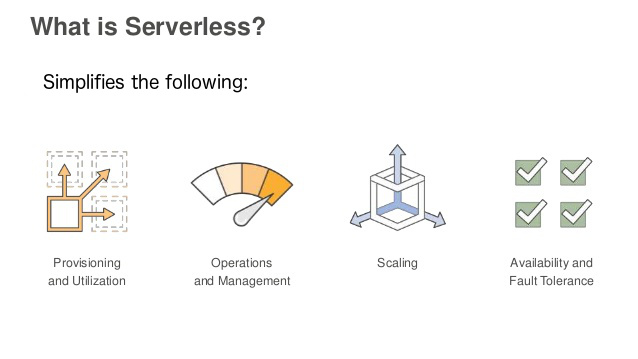 What is Serverless?
Simplifies the following:
Provisioning
and Utilization
Operations
and Management
Scaling
Availability and
Fault Tolerance